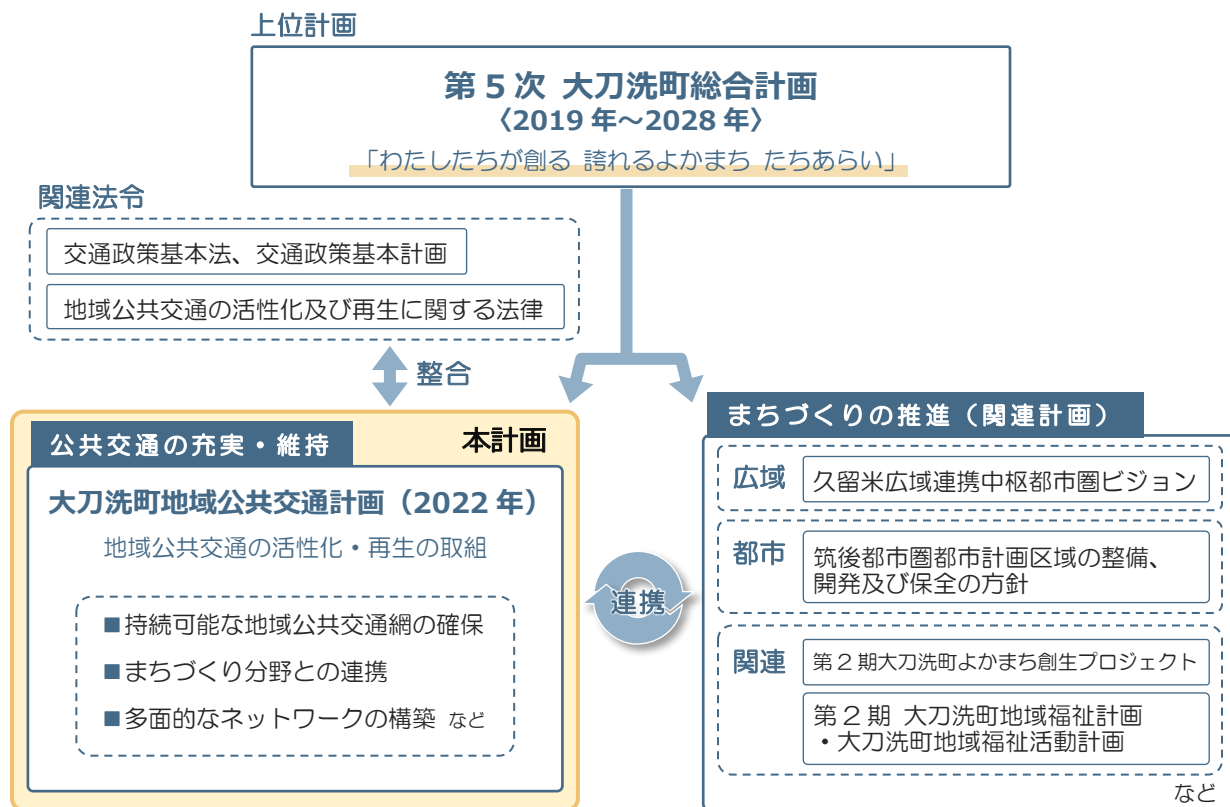 上位計画
第5次 大刀洗町総合計画
〈2019年～2028年〉
「わたしたちが創る 誇れるよかまち たちあらい」
関連法令
交通政策基本法、交通政策基本計画
地域公共交通の活性化及び再生に関する法律
整合
公共交通の充実・維持
本計画
大刀洗町地域公共交通計画（2022年）
地域公共交通の活性化・再生の取組
■持続可能な地域公共交通網の確保
■まちづくり分野との連携
■多面的なネットワークの構築 など
連携
まちづくりの推進（関連計画）
広域
久留米広域連携中枢都市圏ビジョン
都市
筑後都市圏都市計画区域の整備、
開発及び保全の方針
関連
第2期大刀洗町よかまち創生プロジェクト
第2期 大刀洗町地域福祉計画
・大刀洗町地域福祉活動計画
など